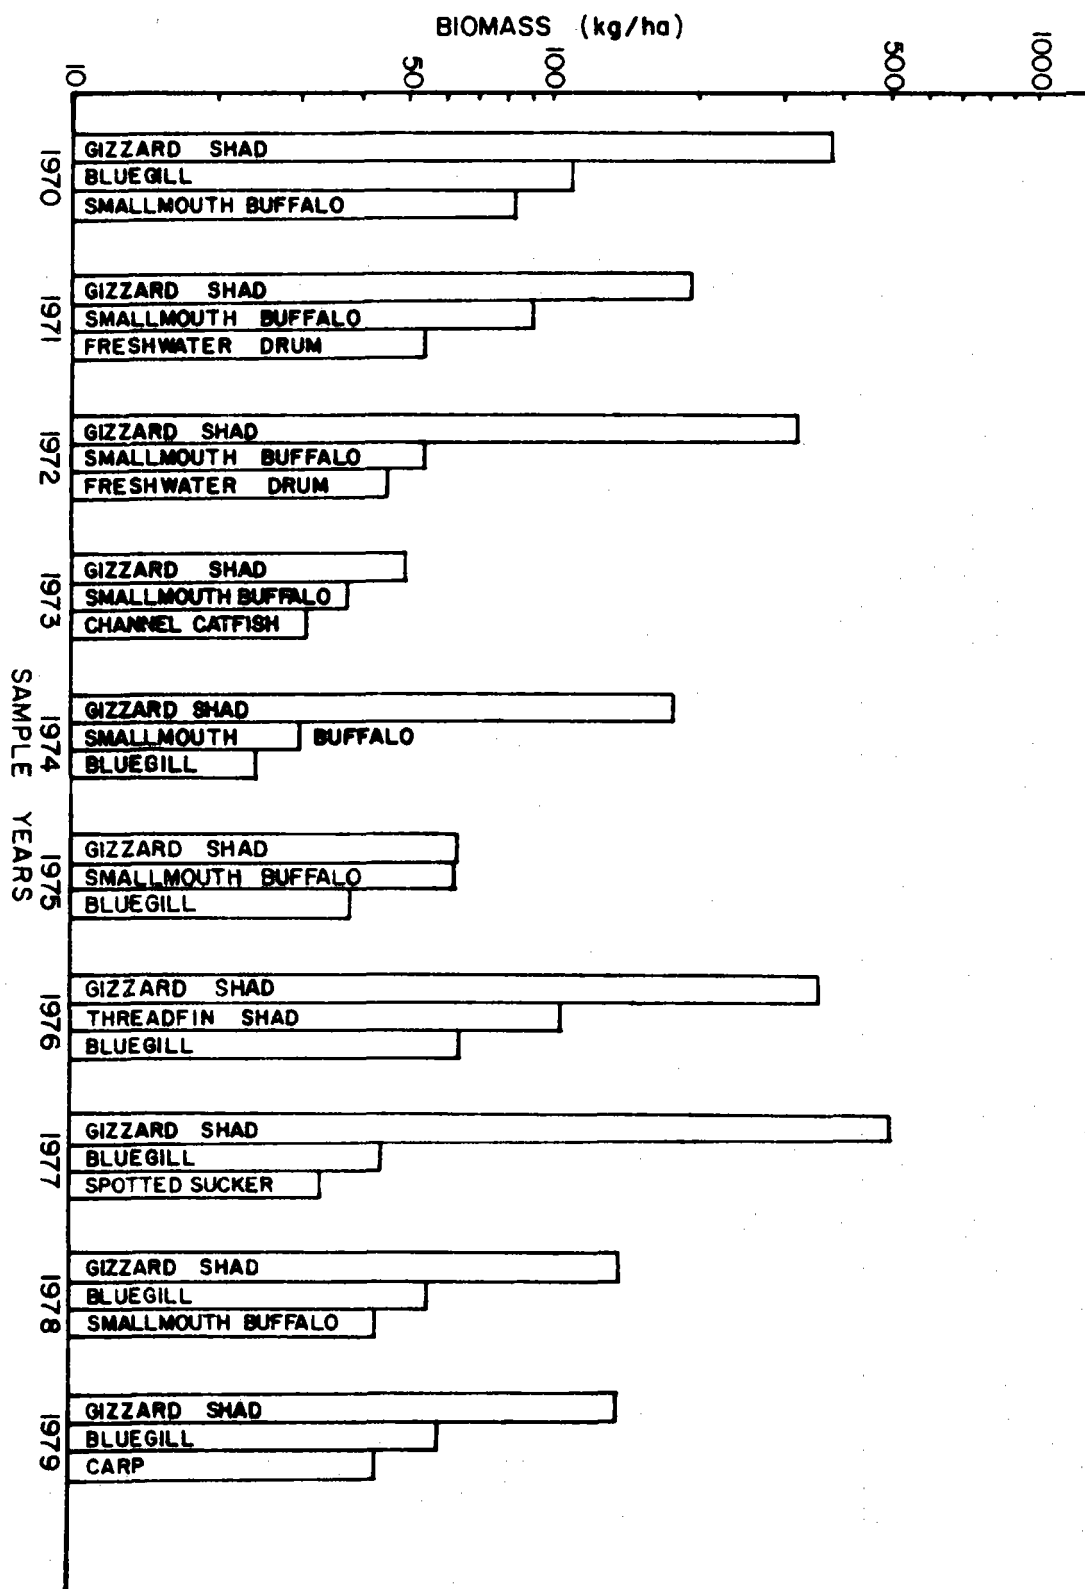 BIOMASS (kg/ha)
10 50 100 500 1000
1970
GIZZARD SHAD
BLUEGILL
SMALLMOUTH BUFFALO
1971
GIZZARD SHAD
SMALLMOUTH BUFFALO
FRESHWATER DRUM
1972
GIZZARD SHAD
SMALLMOUTH BUFFALO
FRESHWATER DRUM
1973
GIZZARD SHAD
SMALLMOUTH BUFFALO
CHANNEL CATFISH
1974
GIZZARD SHAD
SMALLMOUTH BUFFALO
BLUEGILL
1975
GIZZARD SHAD
SMALLMOUTH BUFFALO
BLUEGILL
1976
GIZZARD SHAD
THREADFIN SHAD
BLUEGILL
1977
GIZZARD SHAD
BLUEGILL
SPOTTED SUCKER
1978
GIZZARD SHAD
BLUEGILL
SMALLMOUTH BUFFALO
1979
GIZZARD SHAD
BLUEGILL
CARP
SAMPLE YEARS